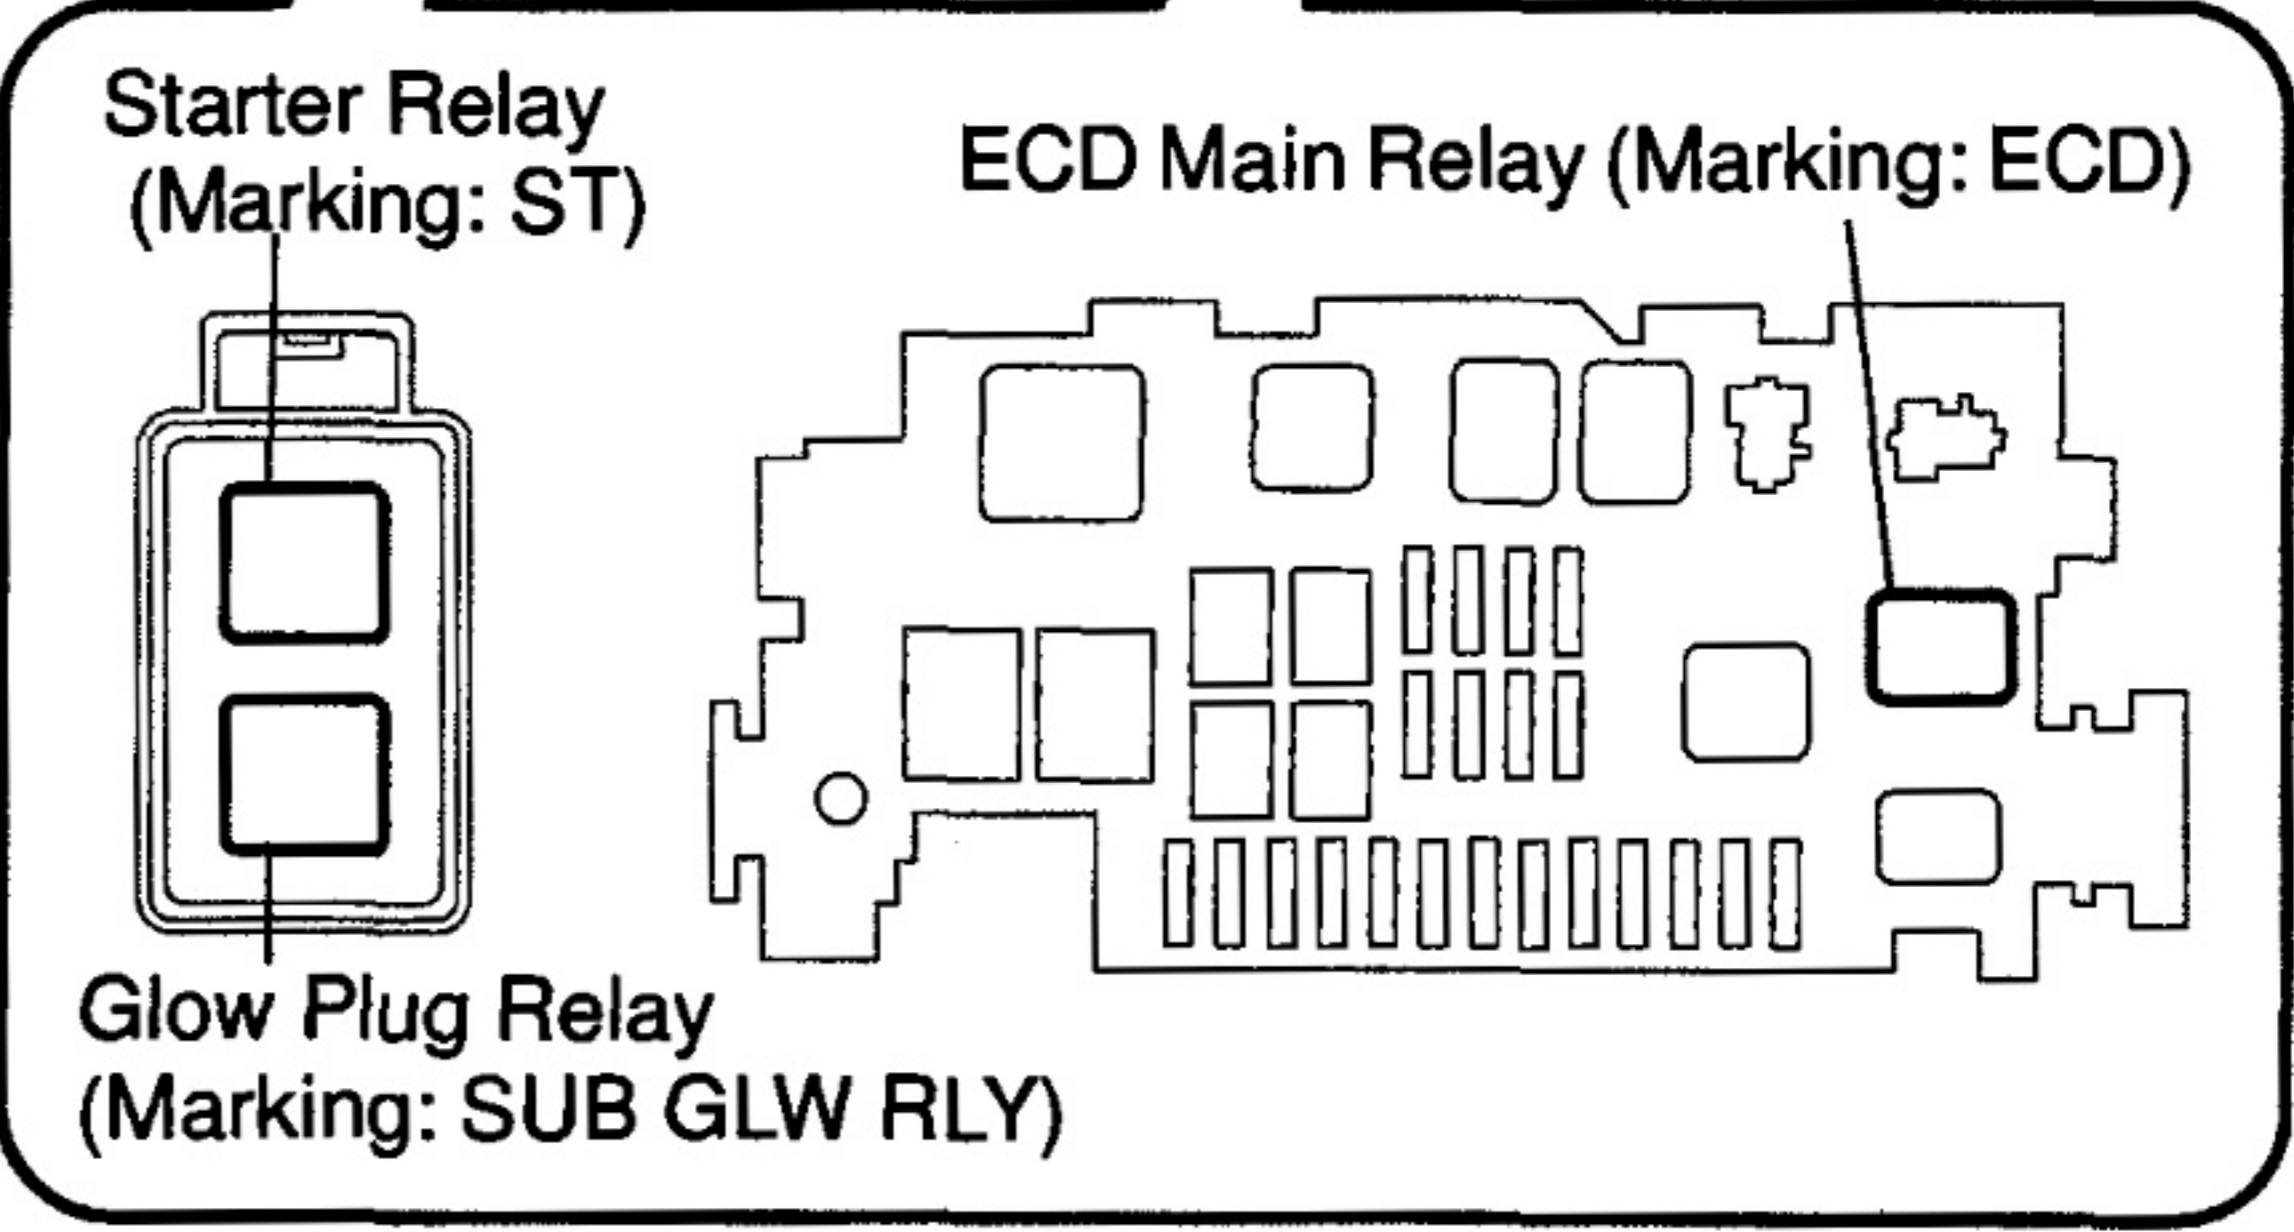 Starter Relay
(Marking: ST)
ECD Main Relay (Marking: ECD)
Glow Plug Relay
(Marking: SUB GLW RLY)